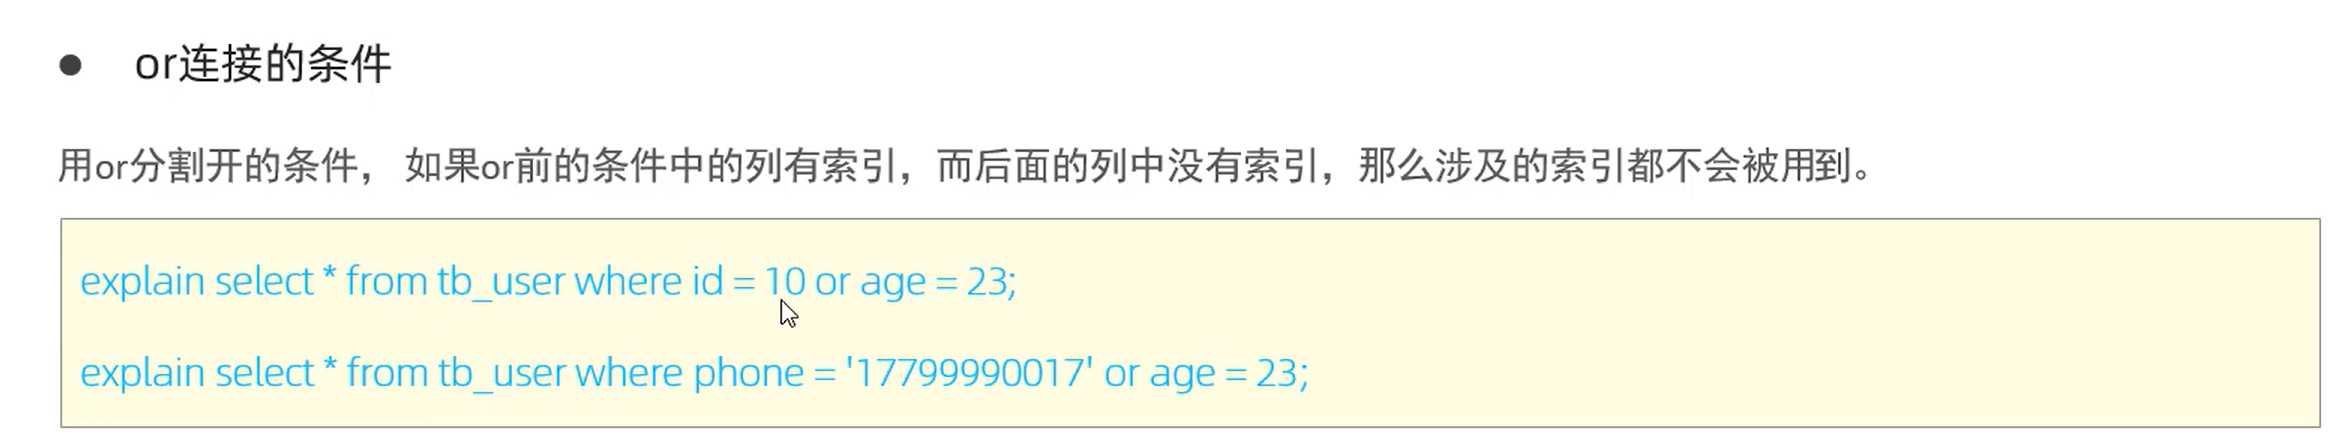 ● or连接的条件
用or分割开的条件， 如果or前的条件中的列有索引，而后面的列中没有索引，那么涉及的索引都不会被用到。
explain select * from tb_user where id = 10 or age = 23;
explain select * from tb_user where phone = '17799990017' or age = 23;